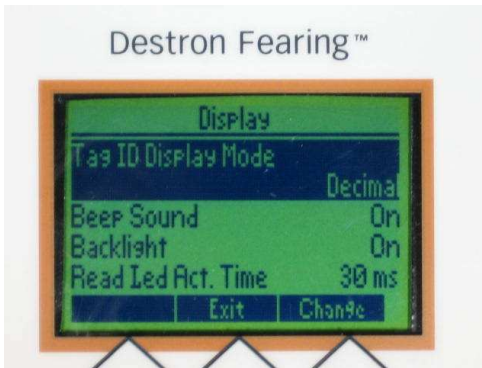 Destron Fearing™
Display
Tag ID Display Mode
Decimal
Beep Sound On
Backlight On
Read Led Act. Time 30 ms
Exit Change